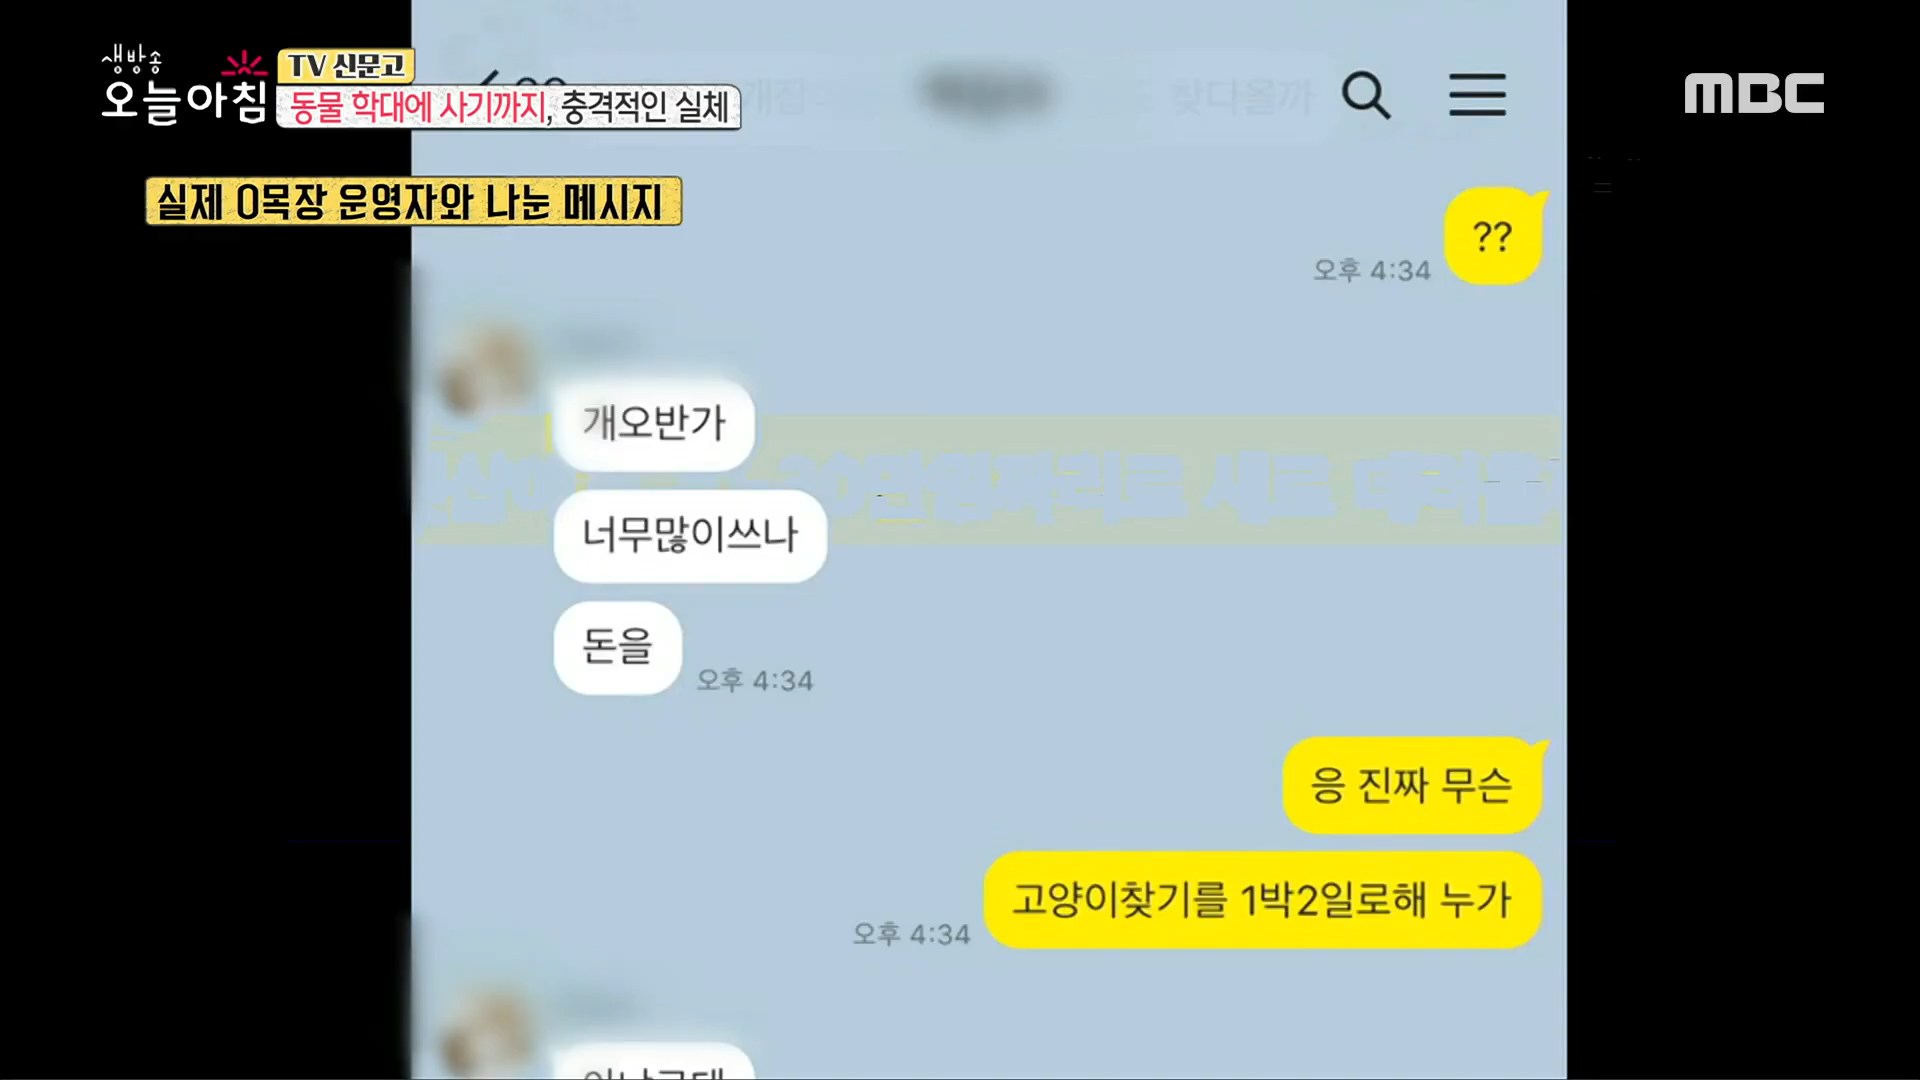 생방송
오늘아침
TV 신문고
동물 학대에 사기까지, 충격적인 실체
MBC
실제 O목장 운영자와 나눈 메시지
찾다올까
??
오후 4:34
개오반가
너무많이쓰나
돈을
오후 4:34
응 진짜 무슨
고양이찾기를 1박2일로해 누가
오후 4:34